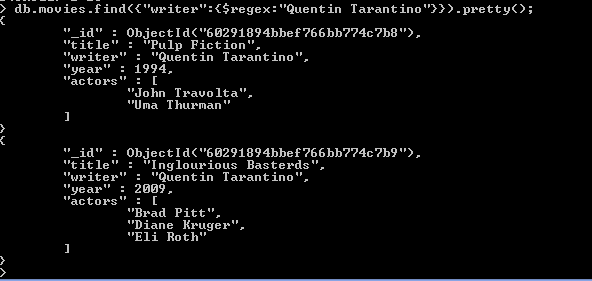 > db.movies.find({"writer":{$regex:"Quentin Tarantino"}}).pretty();
{
        "_id" : ObjectId("60291894bbef766bb774c7b8"),
        "title" : "Pulp Fiction",
        "writer" : "Quentin Tarantino",
        "year" : 1994,
        "actors" : [
                "John Travolta",
                "Uma Thurman"
        ]
}
{
        "_id" : ObjectId("60291894bbef766bb774c7b9"),
        "title" : "Inglourious Basterds",
        "writer" : "Quentin Tarantino",
        "year" : 2009,
        "actors" : [
                "Brad Pitt",
                "Diane Kruger",
                "Eli Roth"
        ]
}
>